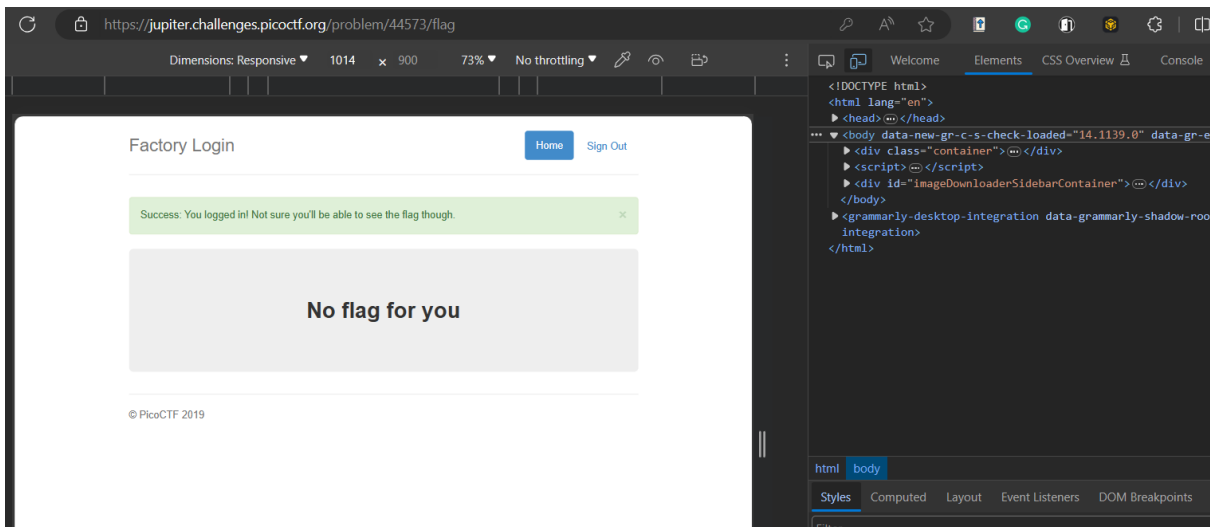 https://jupiter.challenges.picoctf.org/problem/44573/flag
Dimensions: Responsive ▼ 1014 x 900 73% ▼ No throttling ▼
Welcome Elements CSS Overview Console
Factory Login
Home
Sign Out
Success: You logged in! Not sure you'll be able to see the flag though.
×
No flag for you
© PicoCTF 2019
<!DOCTYPE html>
<html lang="en">
▶ <head> ••• </head>
••• ▼ <body data-new-gr-c-s-check-loaded="14.1139.0" data-gr-e
▶ <div class="container"> ••• </div>
▶ <script> ••• </script>
▶ <div id="imageDownloaderSidebarContainer"> ••• </div>
</body>
▶ <grammarly-desktop-integration data-grammarly-shadow-roo
integration>
</html>
html body
Styles Computed Layout Event Listeners DOM Breakpoints